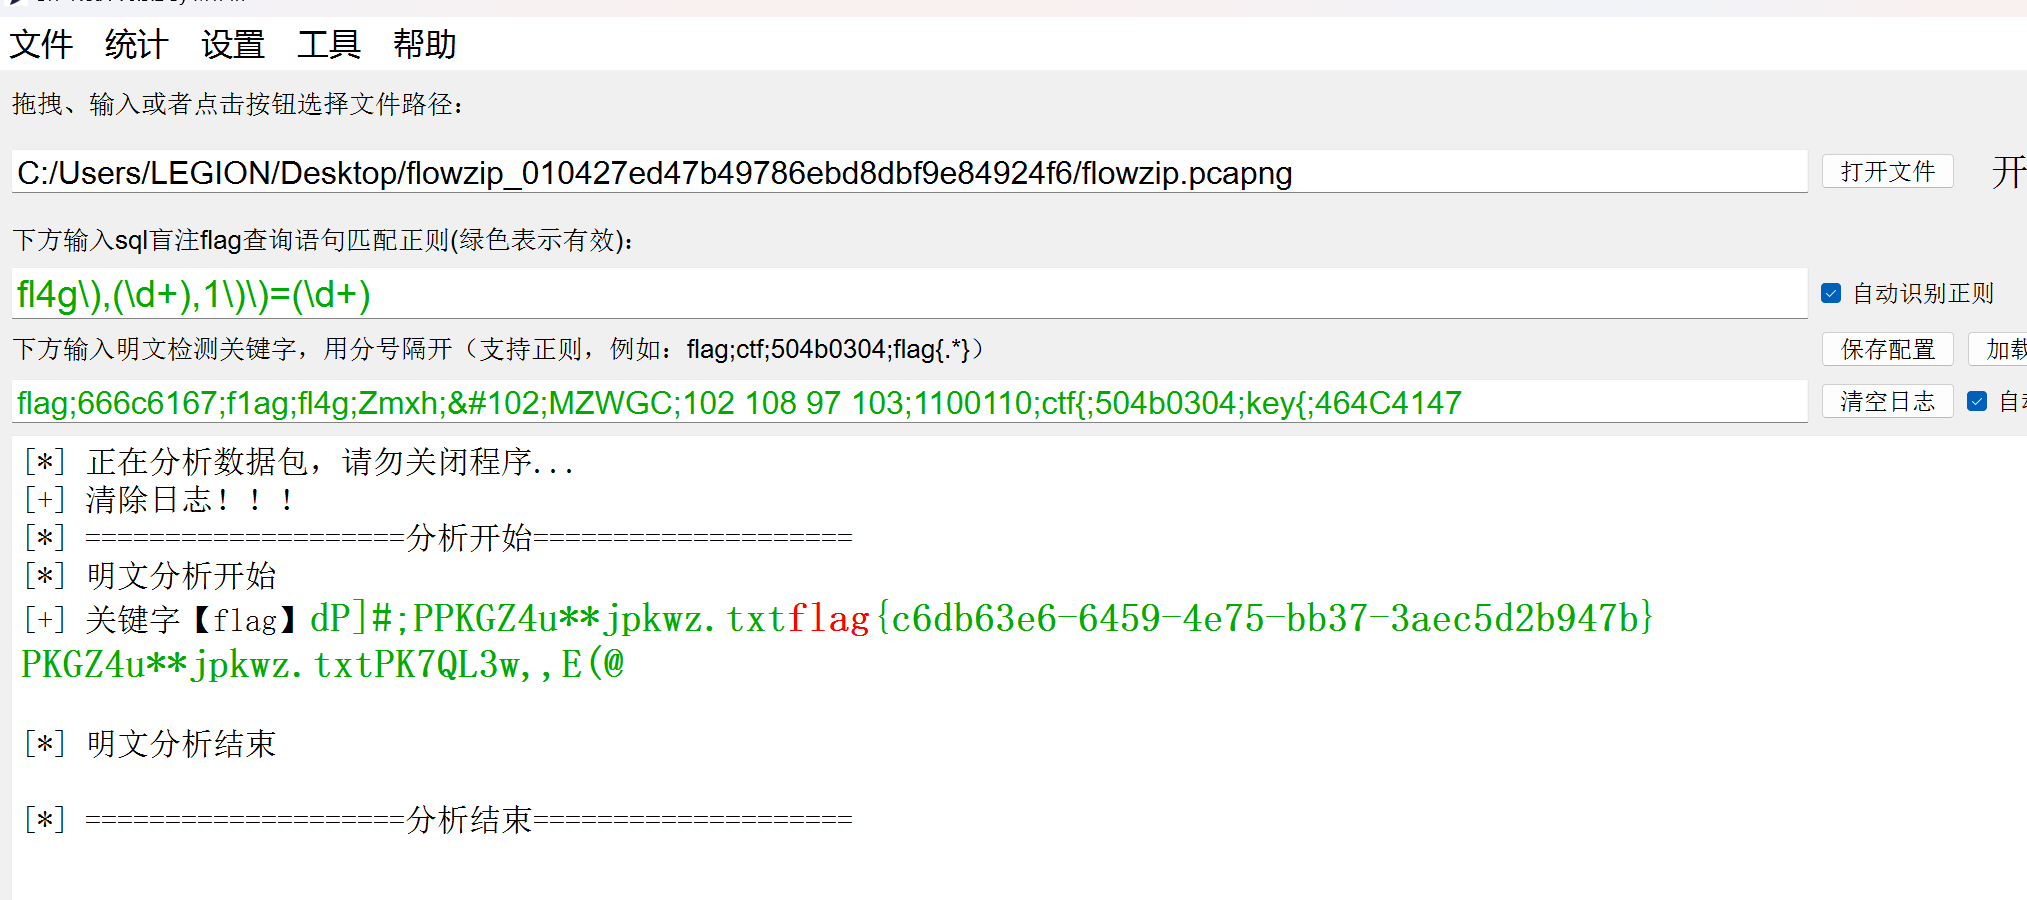 文件 统计 设置 工具 帮助
拖拽、输入或者点击按钮选择文件路径：
C:/Users/LEGION/Desktop/flowzip_010427ed47b49786ebd8dbf9e84924f6/flowzip.pcapng 打开文件 开
下方输入sql盲注flag查询语句匹配正则(绿色表示有效)：
fl4g\),(\d+),1\)\)=(\d+) 自动识别正则
下方输入明文检测关键字，用分号隔开（支持正则，例如：flag;ctf;504b0304;flag{.*}） 保存配置 加载
flag;666c6167;f1ag;fl4g;Zmxh;&#102;MZWGC;102 108 97 103;1100110;ctf{;504b0304;key{;464C4147 清空日志 自
[*] 正在分析数据包，请勿关闭程序...
[+] 清除日志！！！
[*] ====================分析开始====================
[*] 明文分析开始
[+] 关键字【flag】dP]#;PPKGZ4u**jpkwz.txtflag{c6db63e6-6459-4e75-bb37-3aec5d2b947b}
PKGZ4u**jpkwz.txtPK7QL3w,,E(@
[*] 明文分析结束
[*] ====================分析结束====================